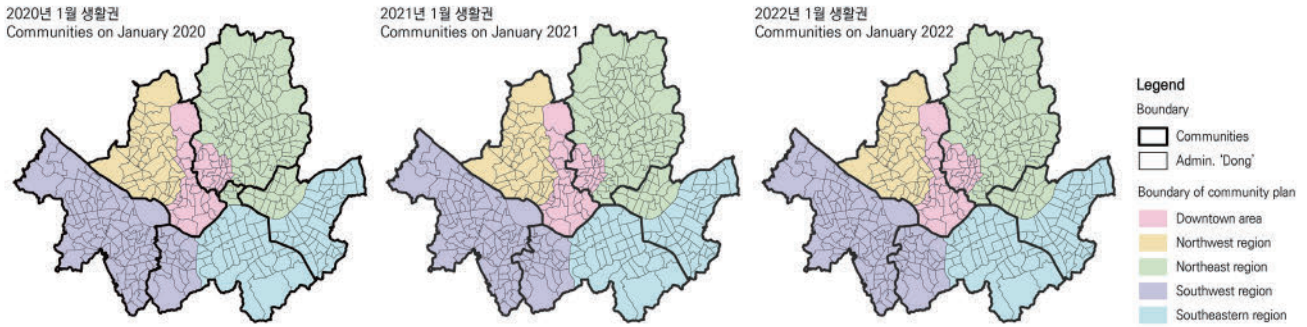 2020년 1월 생활권
Communities on January 2020
2021년 1월 생활권
Communities on January 2021
2022년 1월 생활권
Communities on January 2022
Legend
Boundary
Communities
Admin. 'Dong'
Boundary of community plan
Downtown area
Northwest region
Northeast region
Southwest region
Southeastern region